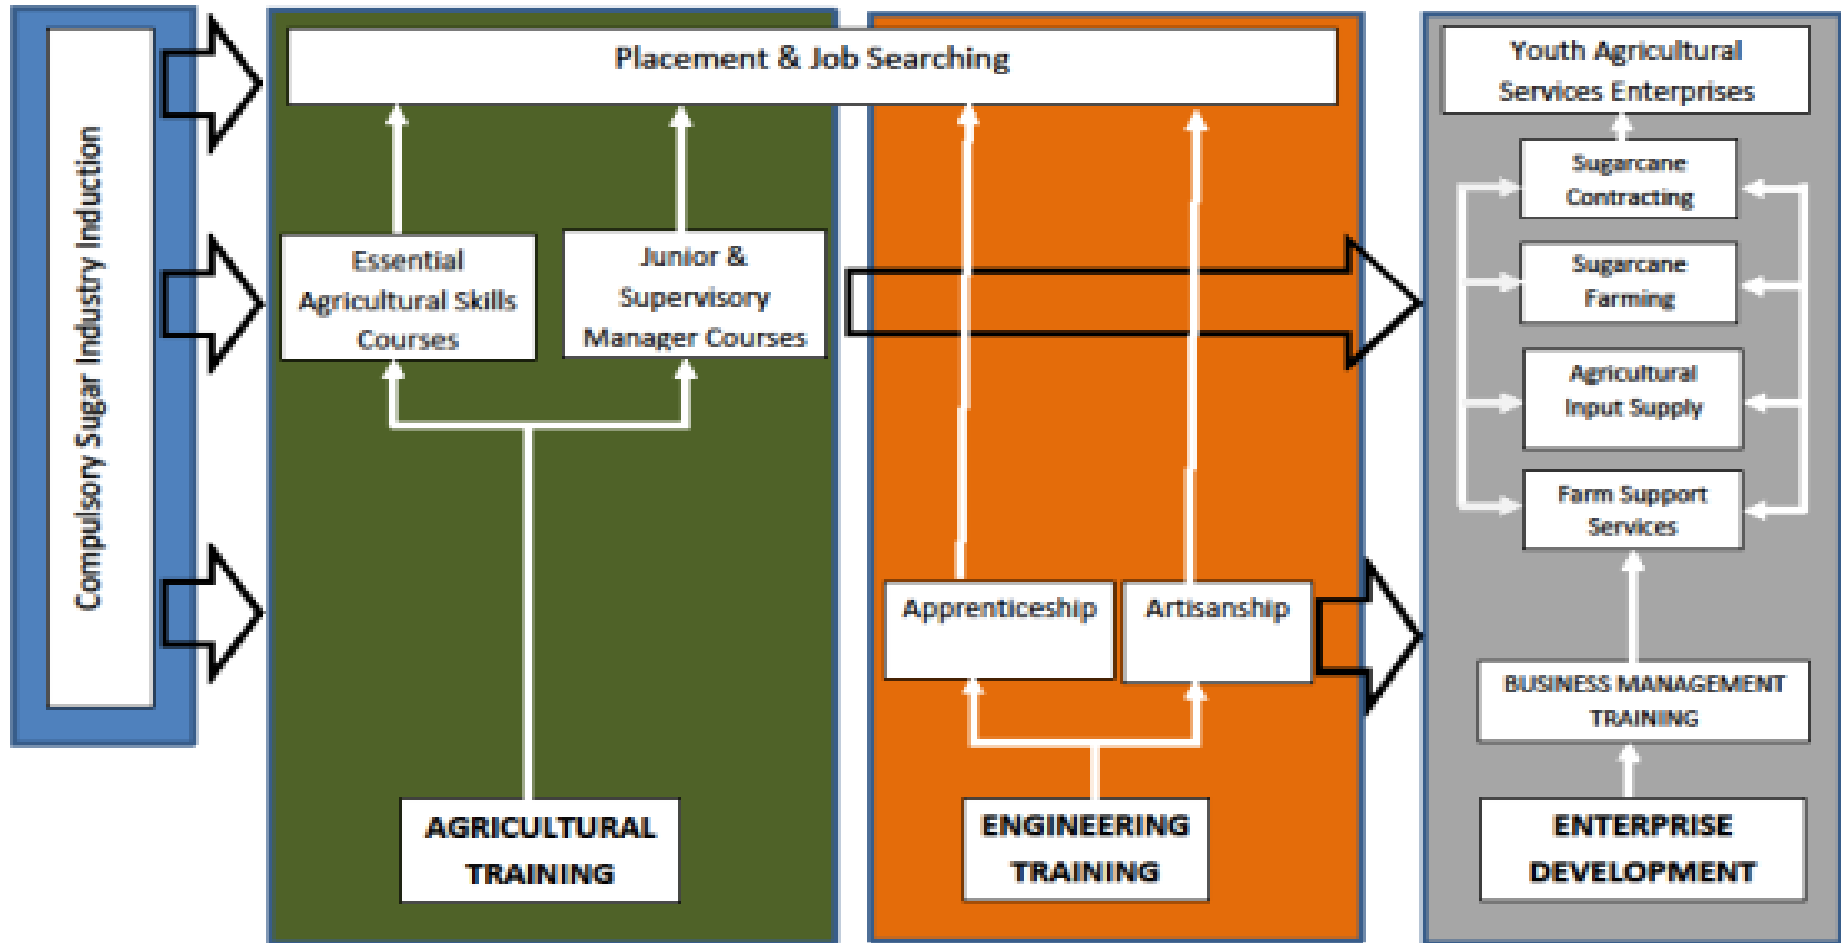 Compulsory Sugar Industry Induction
Placement & Job Searching
Essential
Agricultural Skills
Courses
Junior &
Supervisory
Manager Courses
AGRICULTURAL
TRAINING
Apprenticeship
Artisanship
ENGINEERING
TRAINING
Youth Agricultural
Services Enterprises
Sugarcane
Contracting
Sugarcane
Farming
Agricultural
Input Supply
Farm Support
Services
BUSINESS MANAGEMENT
TRAINING
ENTERPRISE
DEVELOPMENT